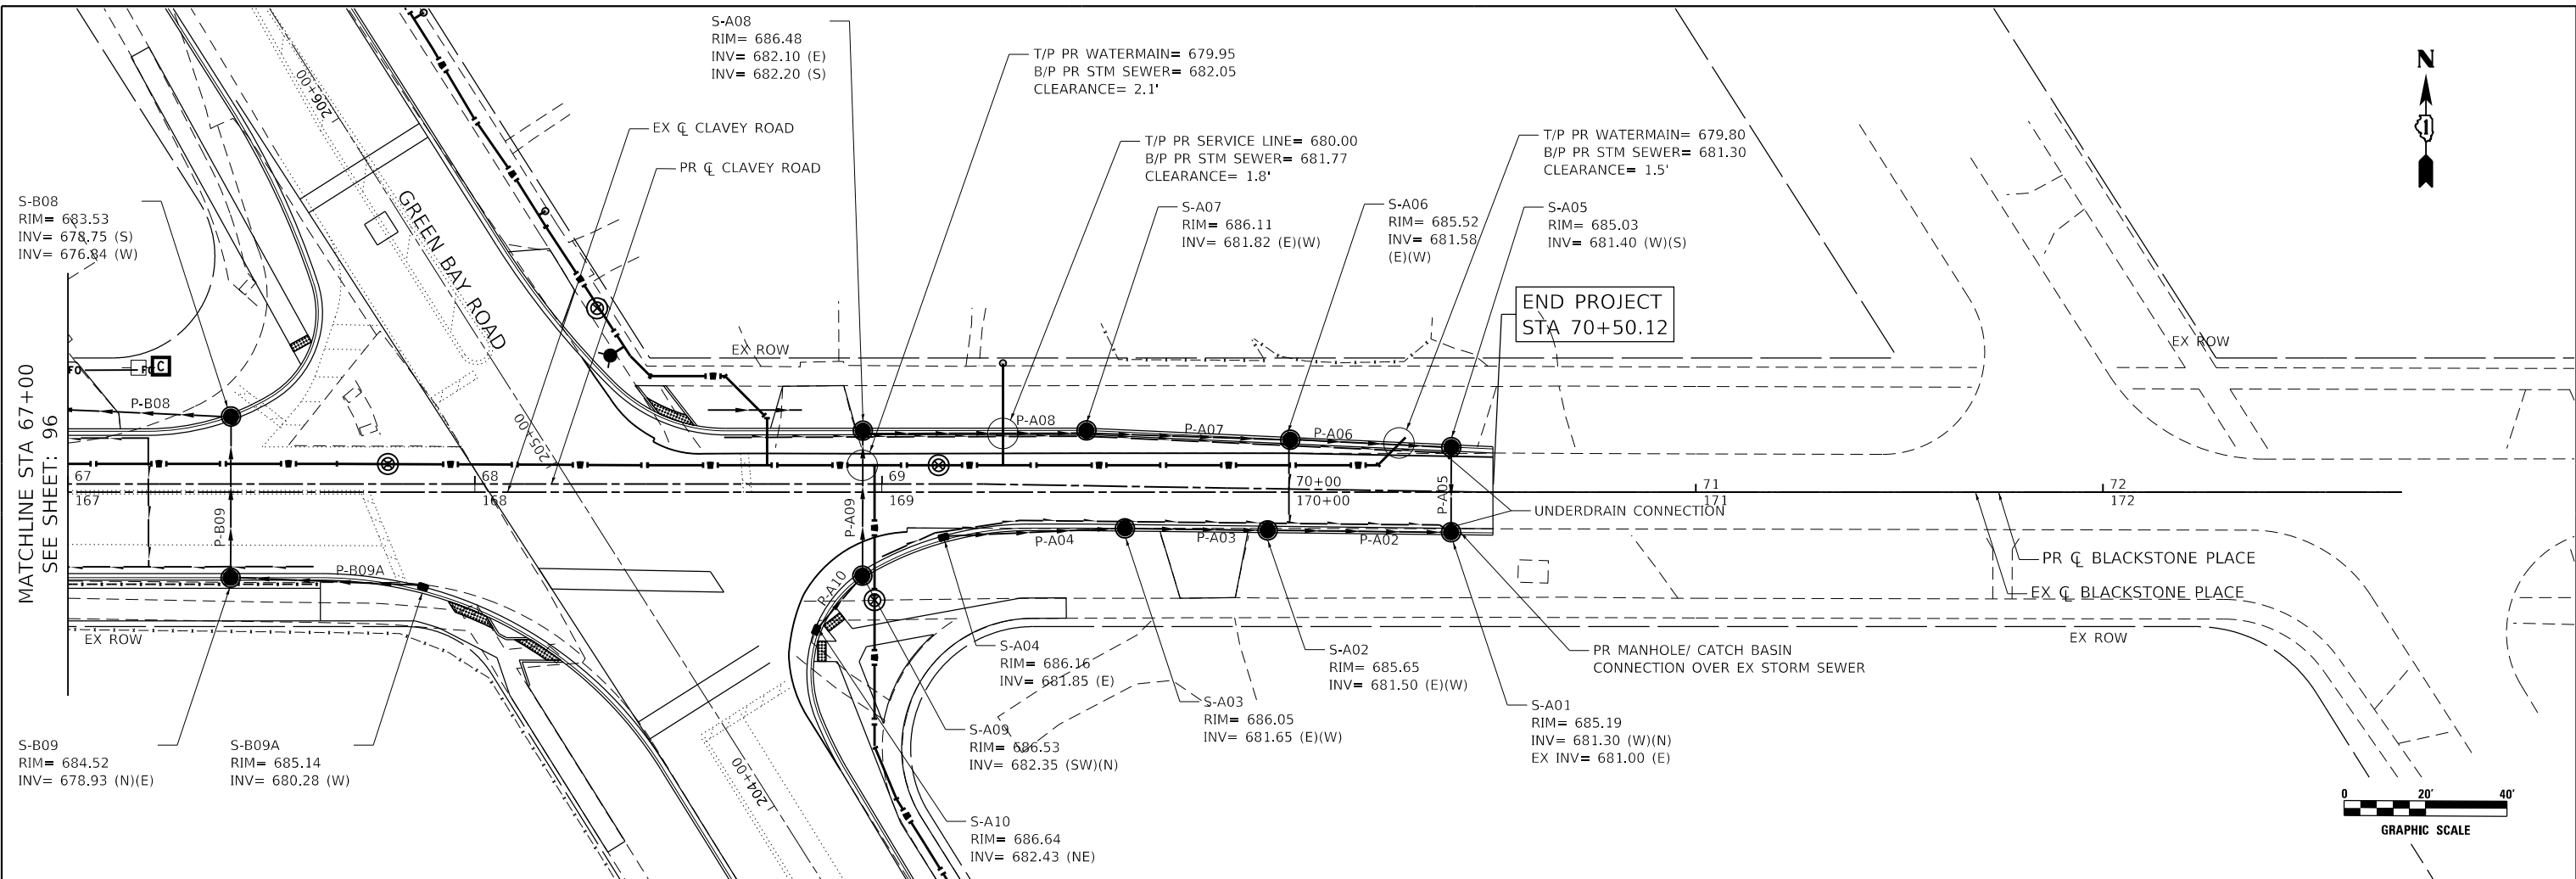 S-A08
RIM= 686.48
INV= 682.10 (E)
INV= 682.20 (S)
T/P PR WATERMAIN= 679.95
B/P PR STM SEWER= 682.05
CLEARANCE= 2.1'
N
1
206+00
EX ℄ CLAVEY ROAD
PR ℄ CLAVEY ROAD
T/P PR SERVICE LINE= 680.00
B/P PR STM SEWER= 681.77
CLEARANCE= 1.8'
T/P PR WATERMAIN= 679.80
B/P PR STM SEWER= 681.30
CLEARANCE= 1.5'
S-B08
RIM= 683.53
INV= 678.75 (S)
INV= 676.84 (W)
GREEN BAY ROAD
S-A07
RIM= 686.11
INV= 681.82 (E)(W)
S-A06
RIM= 685.52
INV= 681.58
(E)(W)
S-A05
RIM= 685.03
INV= 681.40 (W)(S)
END PROJECT
STA 70+50.12
EX ROW
EX ROW
MATCHLINE STA 67+00
SEE SHEET: 96
FO
FO
C
P-B08
P-A08
P-A07
P-A06
205+00
67
167
68
168
69
169
70+00
170+00
71
171
72
172
P-B09
P-A09
P-A05
UNDERDRAIN CONNECTION
P-A04
P-A03
P-A02
P-B09A
P-A10
PR ℄ BLACKSTONE PLACE
EX ℄ BLACKSTONE PLACE
EX ROW
EX ROW
S-A04
RIM= 686.16
INV= 681.85 (E)
S-A02
RIM= 685.65
INV= 681.50 (E)(W)
PR MANHOLE/ CATCH BASIN
CONNECTION OVER EX STORM SEWER
S-A03
RIM= 686.05
INV= 681.65 (E)(W)
S-A01
RIM= 685.19
INV= 681.30 (W)(N)
EX INV= 681.00 (E)
S-B09
RIM= 684.52
INV= 678.93 (N)(E)
S-B09A
RIM= 685.14
INV= 680.28 (W)
S-A09
RIM= 686.53
INV= 682.35 (SW)(N)
204+00
S-A10
RIM= 686.64
INV= 682.43 (NE)
0 20' 40'
GRAPHIC SCALE